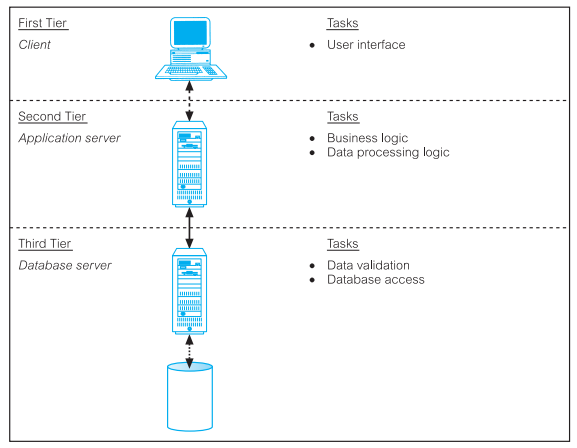 First Tier
Tasks
Client
• User interface
Second Tier
Tasks
Application server
• Business logic
• Data processing logic
Third Tier
Tasks
Database server
• Data validation
• Database access